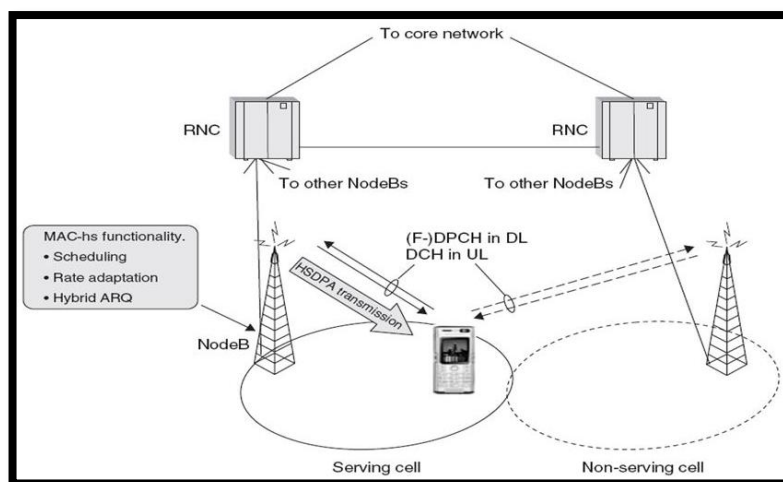 To core network
RNC
RNC
To other NodeBs
To other NodeBs
MAC-hs functionality.
• Scheduling
• Rate adaptation
• Hybrid ARQ
(F-)DPCH in DL
DCH in UL
HSDPA transmission
NodeB
Serving cell
Non-serving cell